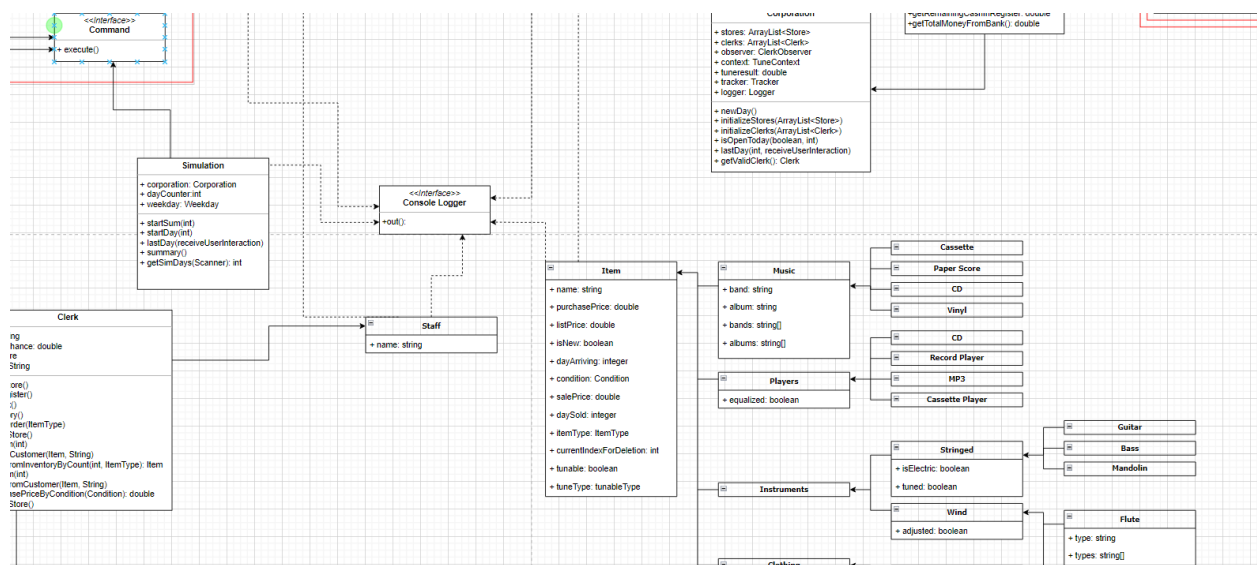 <<interface>>
Command
+ execute()
Corporation
+ stores: ArrayList<Store>
+ clerks: ArrayList<Clerk>
+ observer: ClerkObserver
+ context: TuneContext
+ tuneresult: double
+ tracker: Tracker
+ logger: Logger
+ newDay()
+ initializeStores(ArrayList<Store>)
+ initializeClerks(ArrayList<Clerk>)
+ isOpenToday(boolean, int)
+ lastDay(int, receiveUserInteraction)
+ getValidClerk(): Clerk
+getRemainingCashInRegister: double
+getTotalMoneyFromBank(): double
Simulation
+ corporation: Corporation
+ dayCounter:int
+ weekday: Weekday
+ startSum(int)
+ startDay(int)
+ lastDay(receiveUserInteraction)
+ summary()
+ getSimDays(Scanner): int
<<interface>>
Console Logger
+out():
Clerk
ng
hance: double
re
String
ore()
gister()
()
ry()
rder(ItemType)
Store()
m(int)
Customer(Item, String)
romInventoryByCount(int, ItemType): Item
m(int)
romCustomer(Item, String)
asePriceByCondition(Condition): double
Store()
Staff
+ name: string
Item
+ name: string
+ purchasePrice: double
+ listPrice: double
+ isNew: boolean
+ dayArriving: integer
+ condition: Condition
+ salePrice: double
+ daySold: integer
+ itemType: ItemType
+ currentIndexForDeletion: int
+ tunable: boolean
+ tuneType: tunableType
Music
+ band: string
+ album: string
+ bands: string[]
+ albums: string[]
Cassette
Paper Score
CD
Vinyl
Players
+ equalized: boolean
CD
Record Player
MP3
Cassette Player
Instruments
Stringed
+ isElectric: boolean
+ tuned: boolean
Guitar
Bass
Mandolin
Wind
+ adjusted: boolean
Flute
+ type: string
+ types: string[]
Clothing